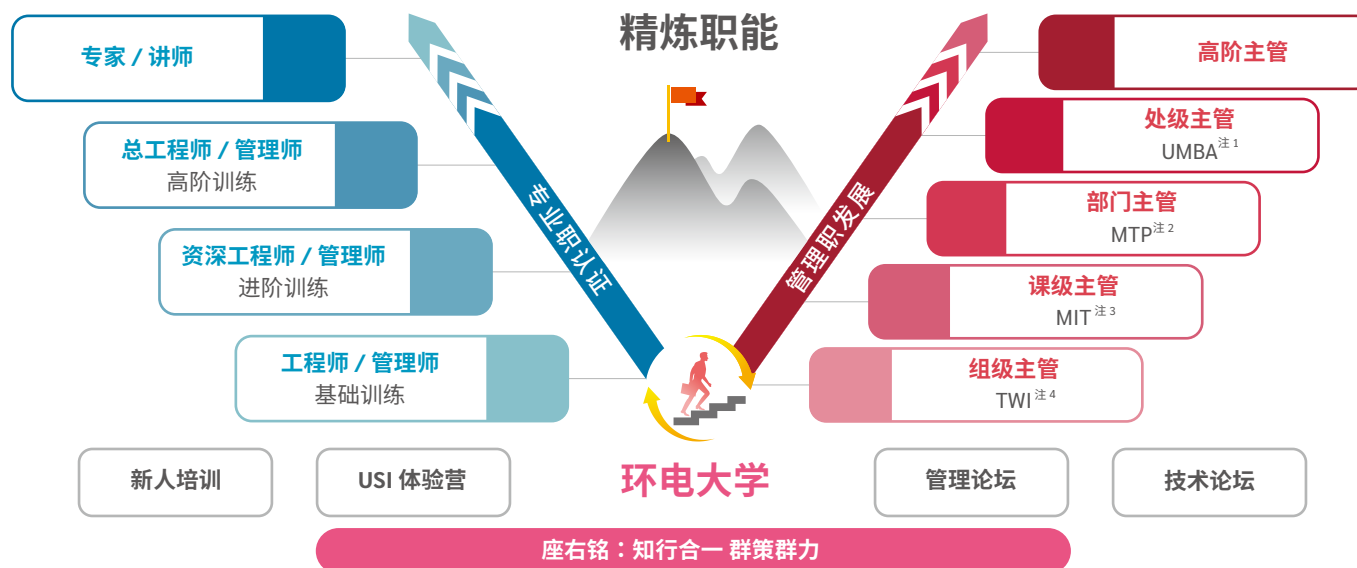 精炼职能
专家 / 讲师
总工程师 / 管理师
高阶训练
资深工程师 / 管理师
进阶训练
工程师 / 管理师
基础训练
专业职认证
管理职发展
高阶主管
处级主管
UMBA注 1
部门主管
MTP注 2
课级主管
MIT注 3
组级主管
TWI注 4
新人培训
USI 体验营
环电大学
管理论坛
技术论坛
座右铭：知行合一 群策群力